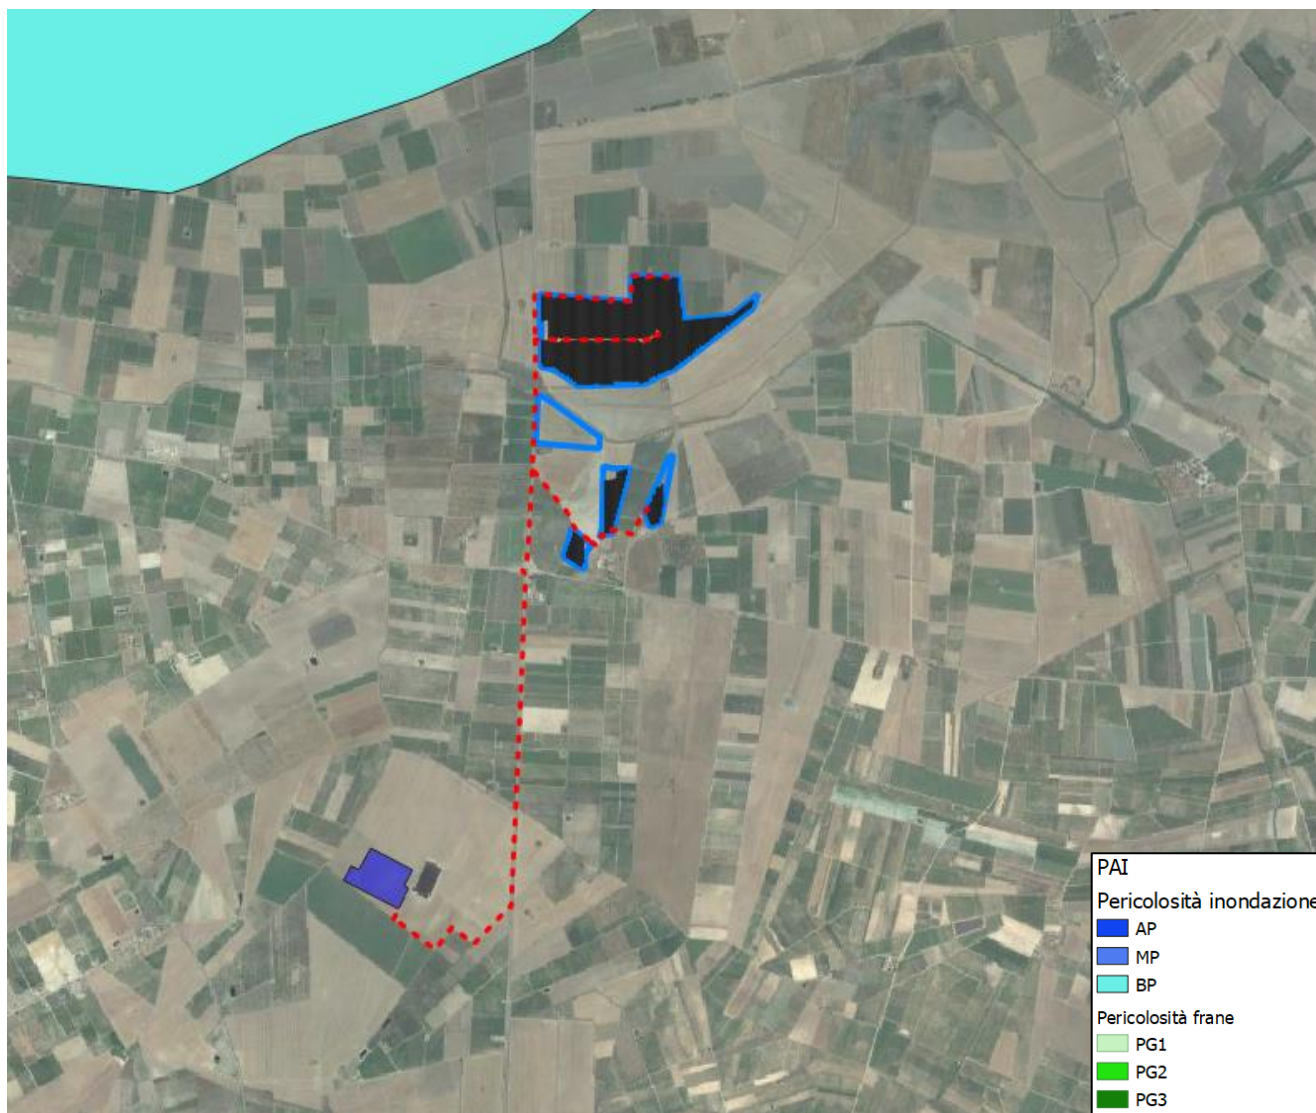 PAI
Pericolosità inondazione
AP
MP
BP
Pericolosità frane
PG1
PG2
PG3